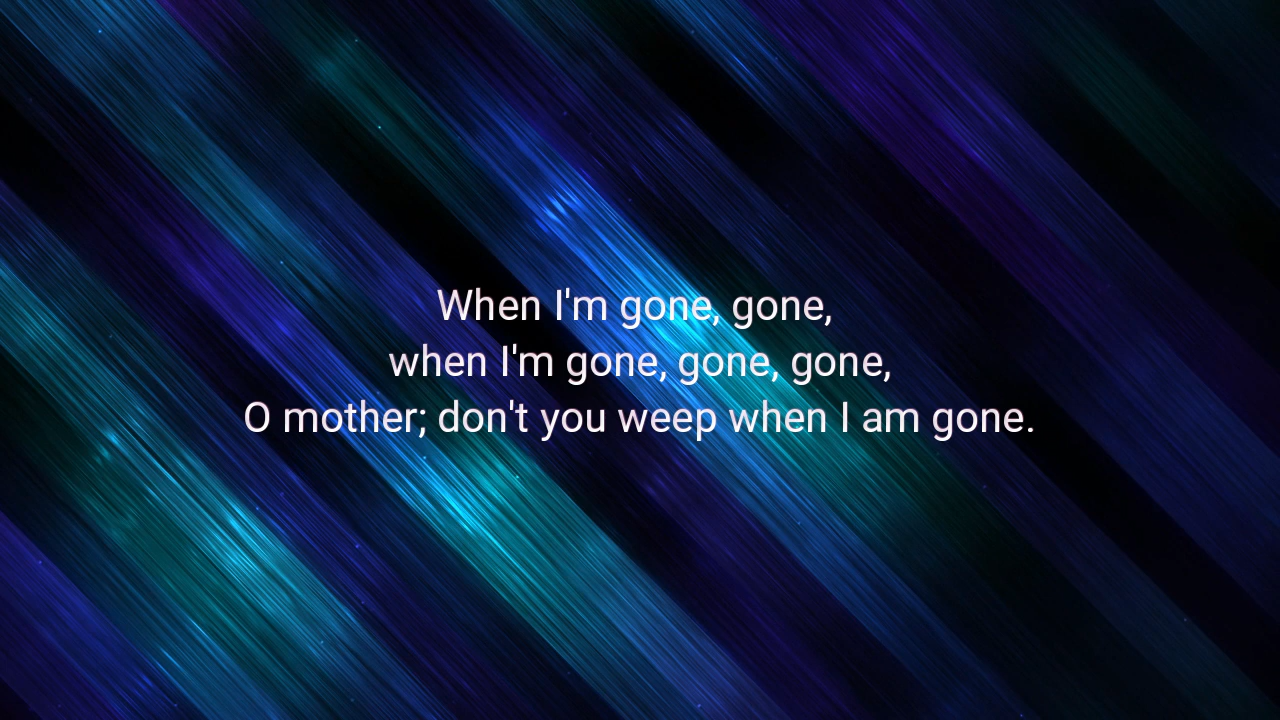 When I'm gone, gone,
when I'm gone, gone, gone,
O mother; don't you weep when I am gone.